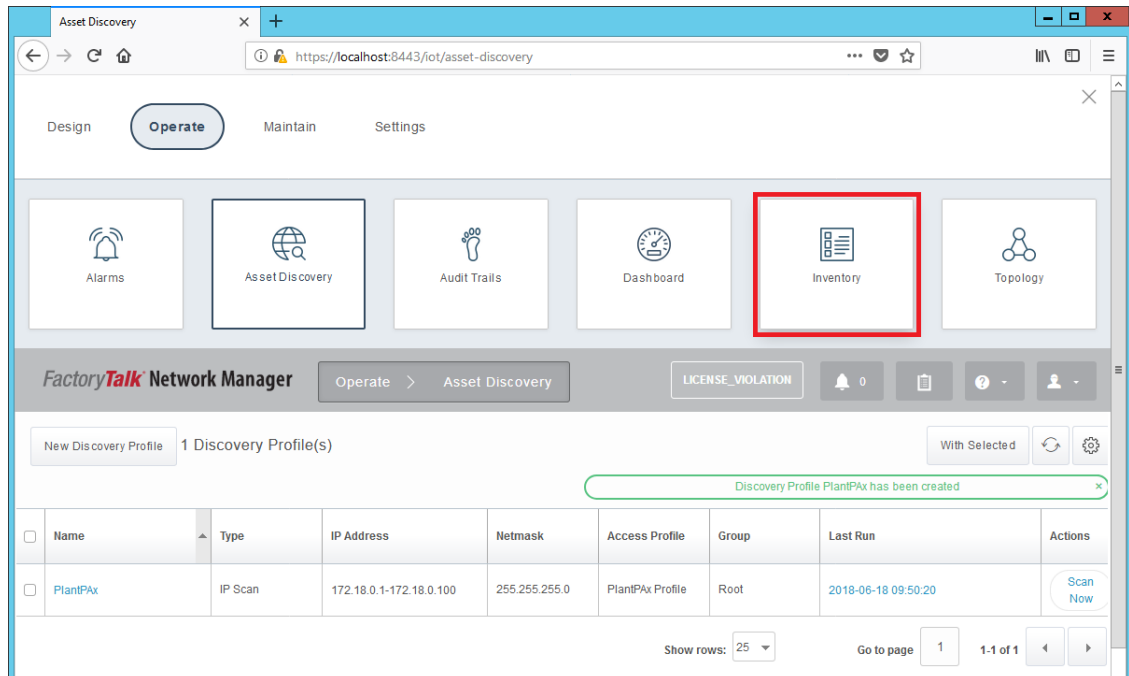 Asset Discovery
https://localhost:8443/iot/asset-discovery
Design Operate Maintain Settings
Alarms Asset Discovery Audit Trails Dashboard Inventory Topology
FactoryTalk Network Manager Operate > Asset Discovery LICENSE_VIOLATION 0
New Discovery Profile 1 Discovery Profile(s) With Selected
Discovery Profile PlantPAx has been created
Name Type IP Address Netmask Access Profile Group Last Run Actions
PlantPAx IP Scan 172.18.0.1-172.18.0.100 255.255.255.0 PlantPAx Profile Root 2018-06-18 09:50:20 Scan Now
Show rows: 25 Go to page 1 1-1 of 1